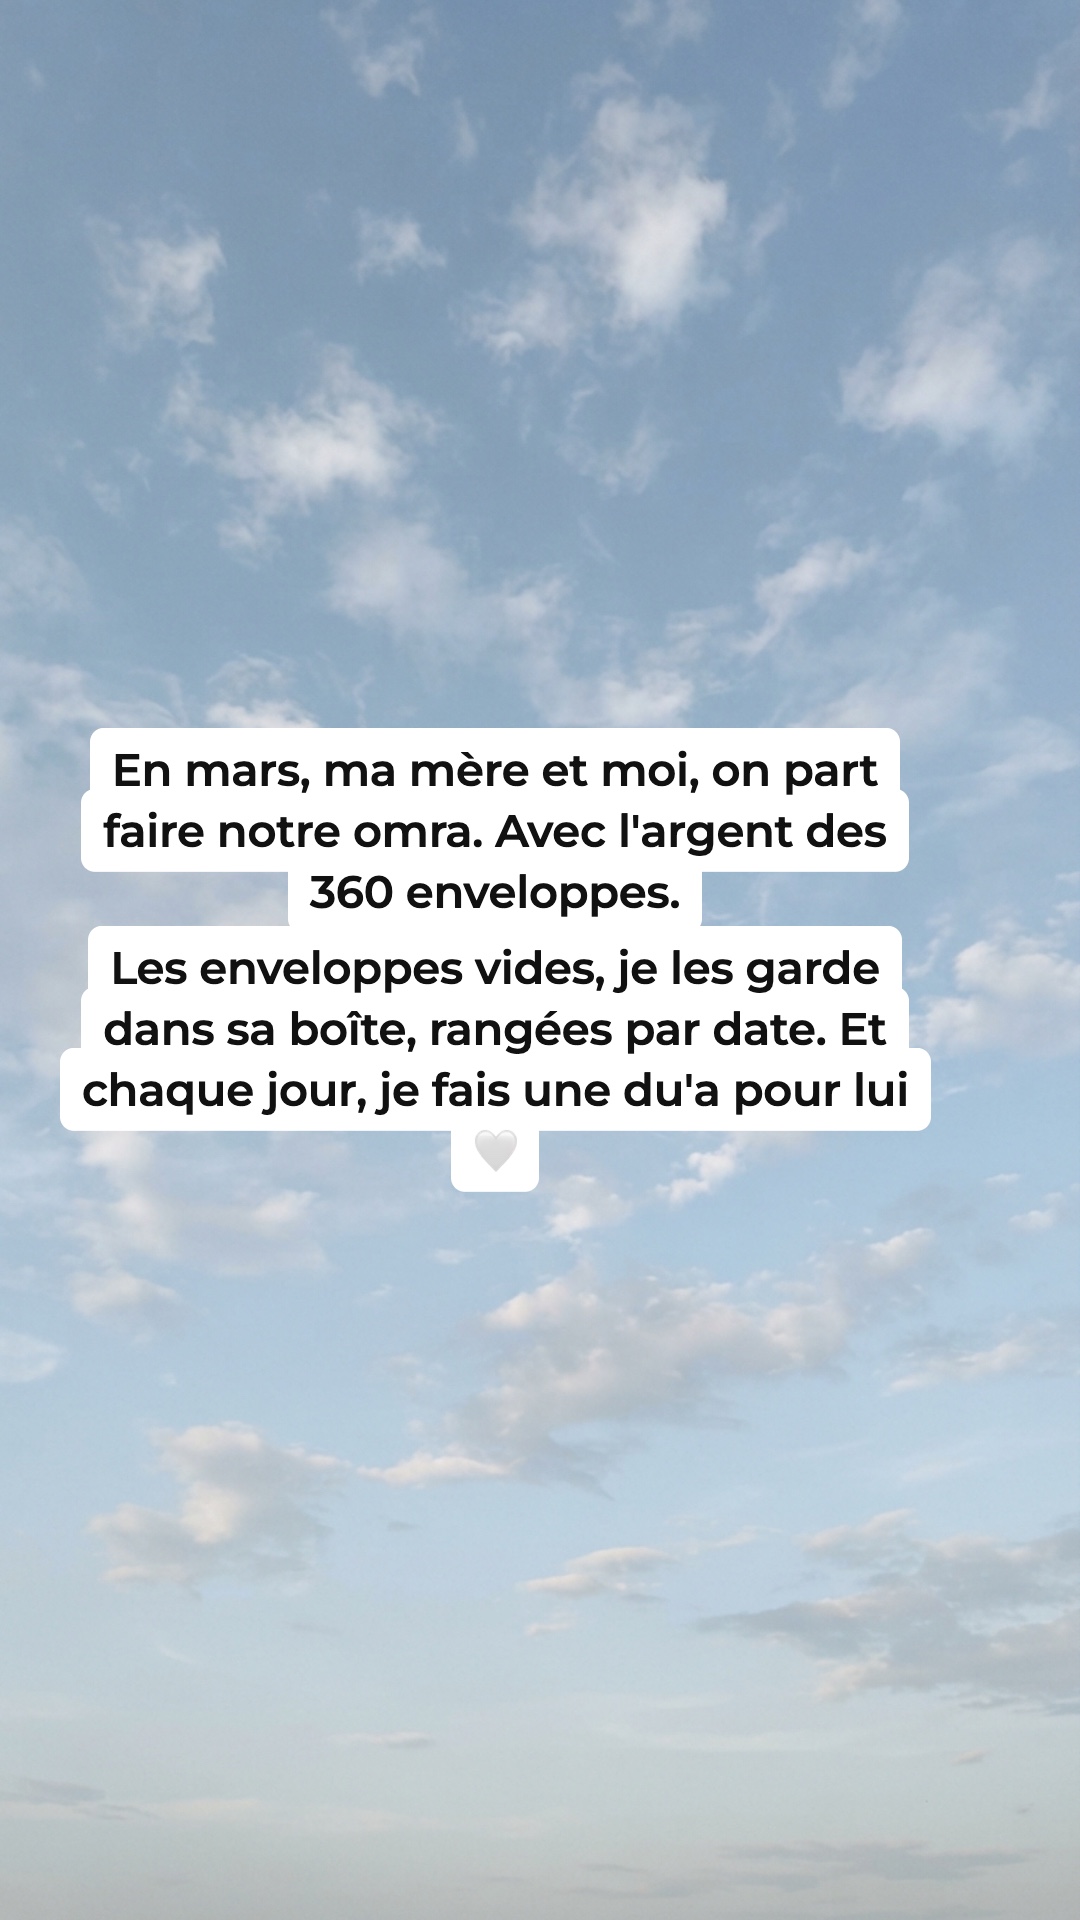 En mars, ma mère et moi, on part
faire notre omra. Avec l'argent des
360 enveloppes.
Les enveloppes vides, je les garde
dans sa boîte, rangées par date. Et
chaque jour, je fais une du'a pour lui
🤍